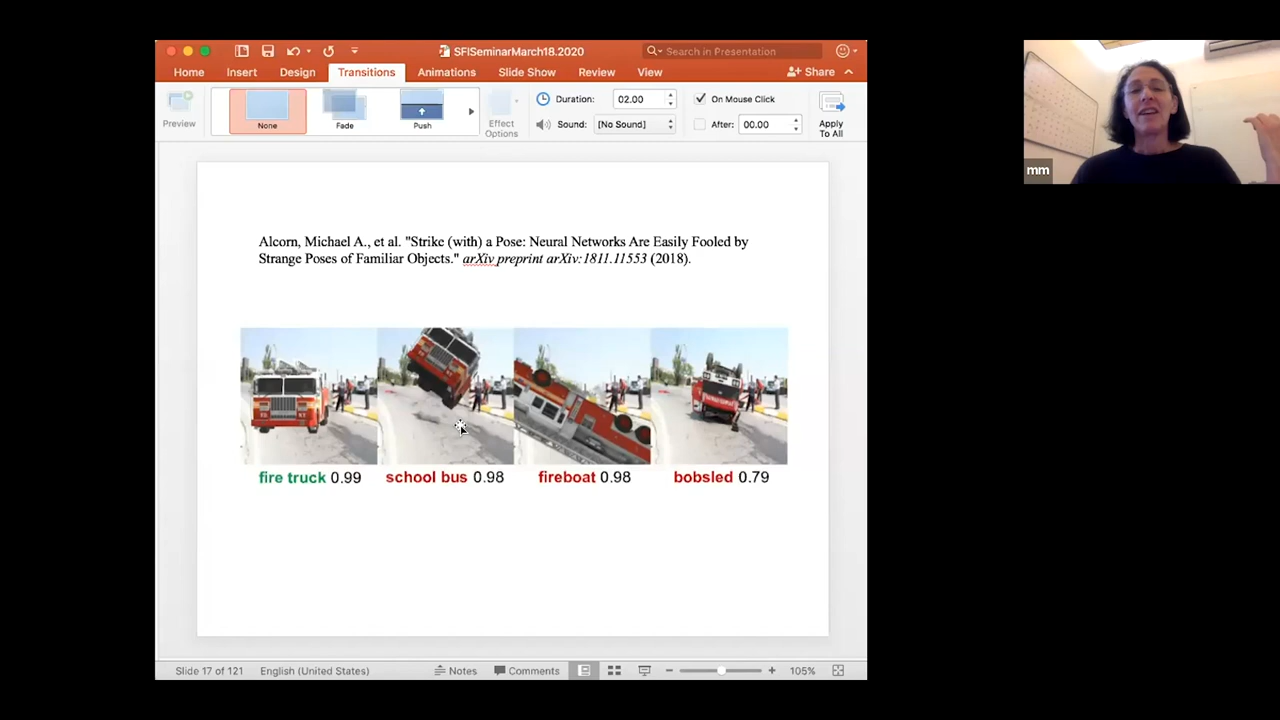 SFISeminarMarch18.2020
Search in Presentation
Home Insert Design Transitions Animations Slide Show Review View Share
Preview
None
Fade
Push
Effect Options
Duration: 02.00
Sound: [No Sound]
On Mouse Click
After: 00.00
Apply To All
mm
Alcorn, Michael A., et al. "Strike (with) a Pose: Neural Networks Are Easily Fooled by
Strange Poses of Familiar Objects." arXiv preprint arXiv:1811.11553 (2018).
fire truck 0.99 school bus 0.98 fireboat 0.98 bobsled 0.79
Slide 17 of 121 English (United States) Notes Comments 105%